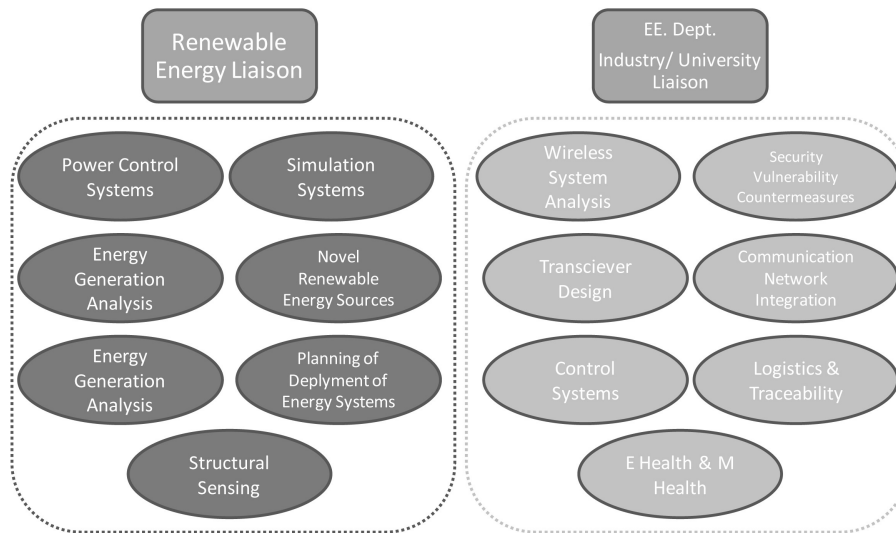 Renewable
Energy Liaison
EE. Dept.
Industry/ University
Liaison
Power Control
Systems
Simulation
Systems
Energy
Generation
Analysis
Novel
Renewable
Energy Sources
Energy
Generation
Analysis
Planning of
Deplyment of
Energy Systems
Structural
Sensing
Wireless
System
Analysis
Security
Vulnerability
Countermeasures
Transciever
Design
Communication
Network
Integration
Control
Systems
Logistics &
Traceability
E Health & M
Health